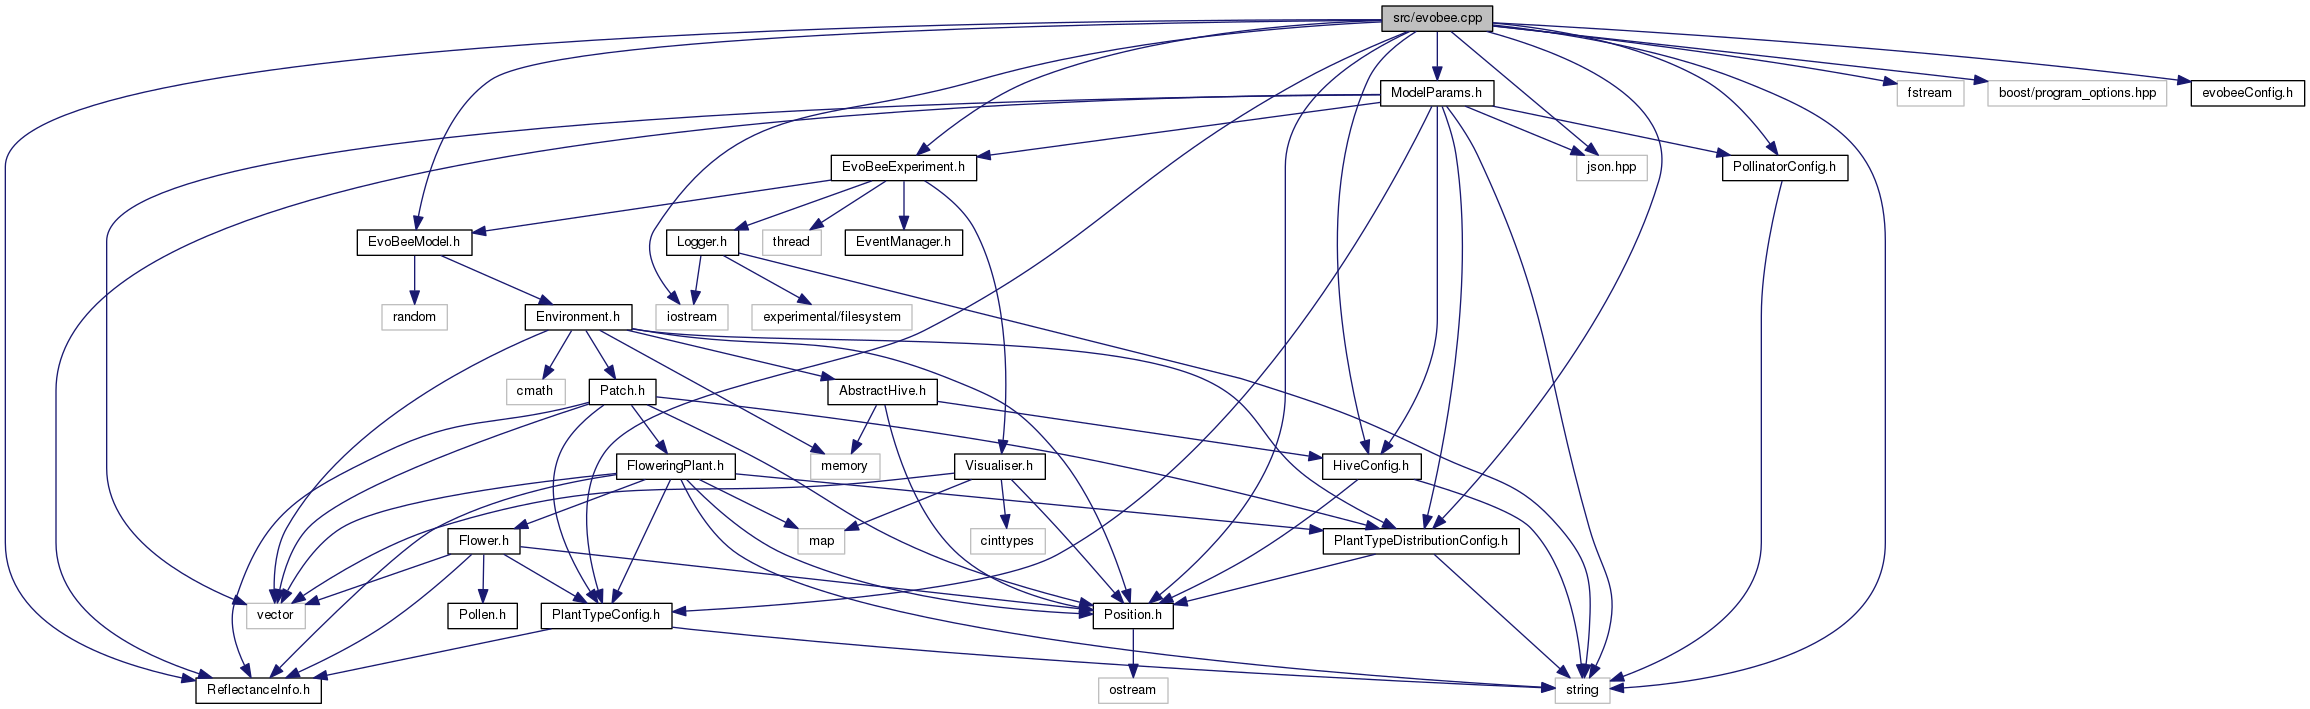 src/evobee.cpp
ModelParams.h
fstream
boost/program_options.hpp
evobeeConfig.h
EvoBeeExperiment.h
json.hpp
PollinatorConfig.h
EvoBeeModel.h
Logger.h
thread
EventManager.h
random
Environment.h
iostream
experimental/filesystem
cmath
Patch.h
AbstractHive.h
FloweringPlant.h
memory
Visualiser.h
HiveConfig.h
Flower.h
map
cinttypes
PlantTypeDistributionConfig.h
vector
Pollen.h
PlantTypeConfig.h
Position.h
ReflectanceInfo.h
ostream
string